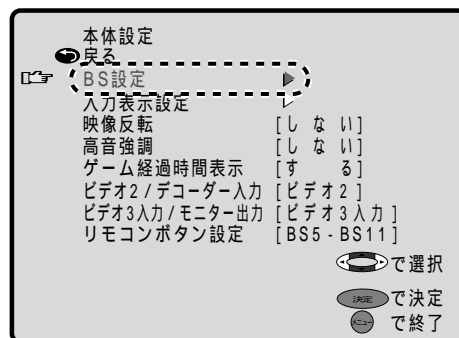 本体設定
戻る
BS設定
入力表示設定
映像反転 [しない]
高音強調 [しない]
ゲーム経過時間表示 [する]
ビデオ2/デコーダー入力 [ビデオ2]
ビデオ3入力/モニター出力 [ビデオ3入力]
リモコンボタン設定 [BS5-BS11]
で選択
決定 で決定
メニュー で終了